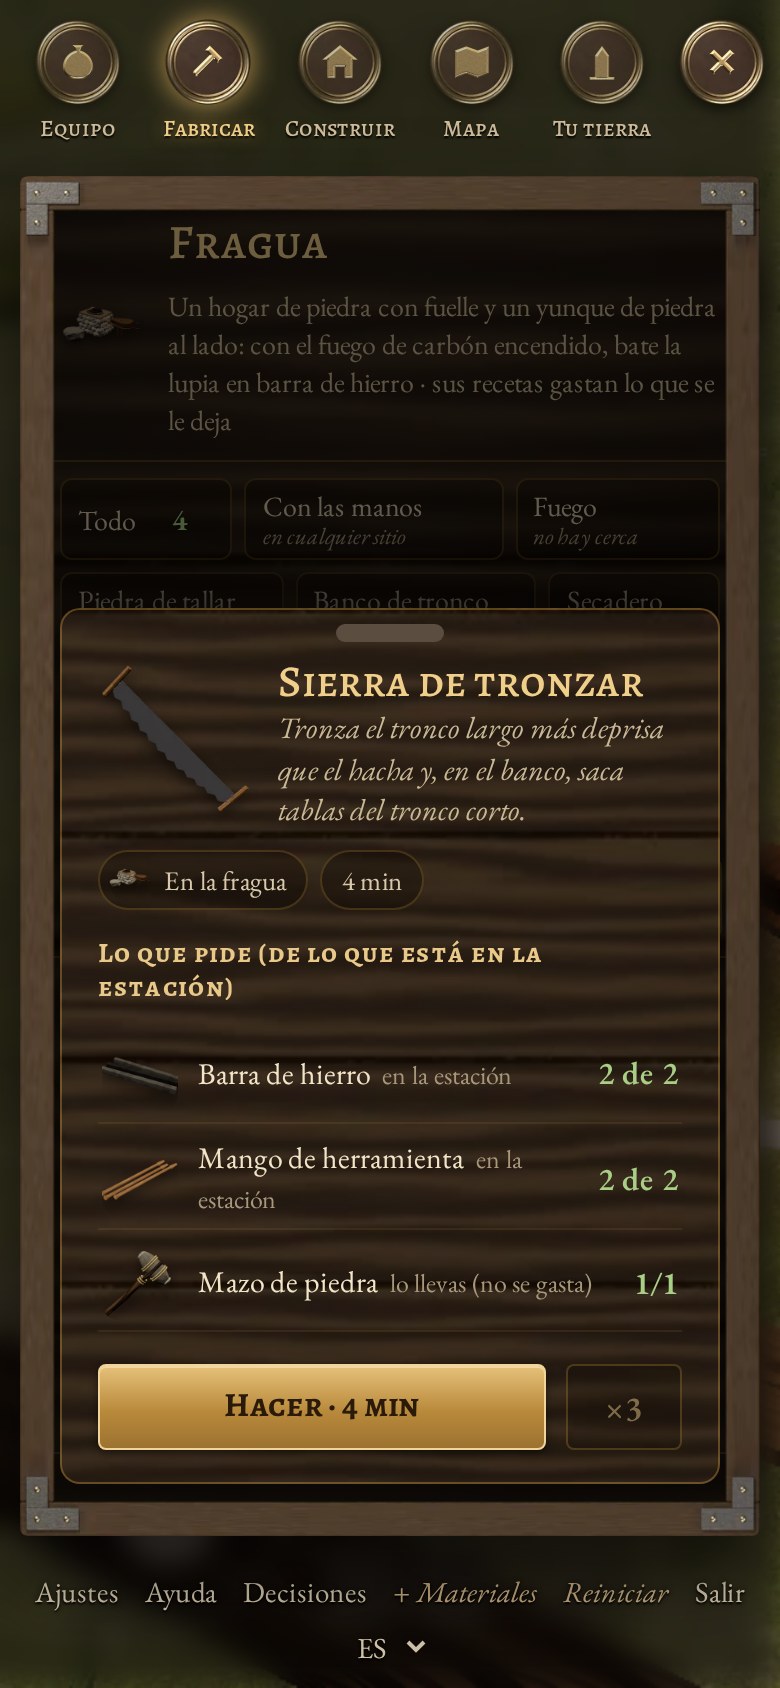 Equipo
Fabricar
Construir
Mapa
Tu tierra
Fragua
Un hogar de piedra con fuelle y un yunque de piedra
al lado: con el fuego de carbón encendido, bate la
lupia en barra de hierro · sus recetas gastan lo que se
le deja
Todo 4
Con las manos
en cualquier sitio
Fuego
no hay cerca
Piedra de tallar
Banco de tronco
Secadero
Sierra de tronzar
Tronza el tronco largo más deprisa
que el hacha y, en el banco, saca
tablas del tronco corto.
En la fragua
4 min
Lo que pide (de lo que está en la
estación)
Barra de hierro en la estación 2 de 2
Mango de herramienta en la
estación
2 de 2
Mazo de piedra lo llevas (no se gasta) 1/1
Hacer · 4 min
×3
Ajustes Ayuda Decisiones + Materiales Reiniciar Salir
ES